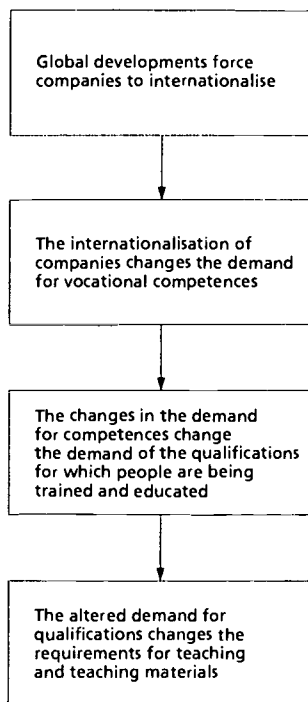 Global developments force
companies to internationalise
The internationalisation of
companies changes the demand
for vocational competences
The changes in the demand
for competences change
the demand of the qualifications
for which people are being
trained and educated
The altered demand for
qualifications changes the
requirements for teaching
and teaching materials